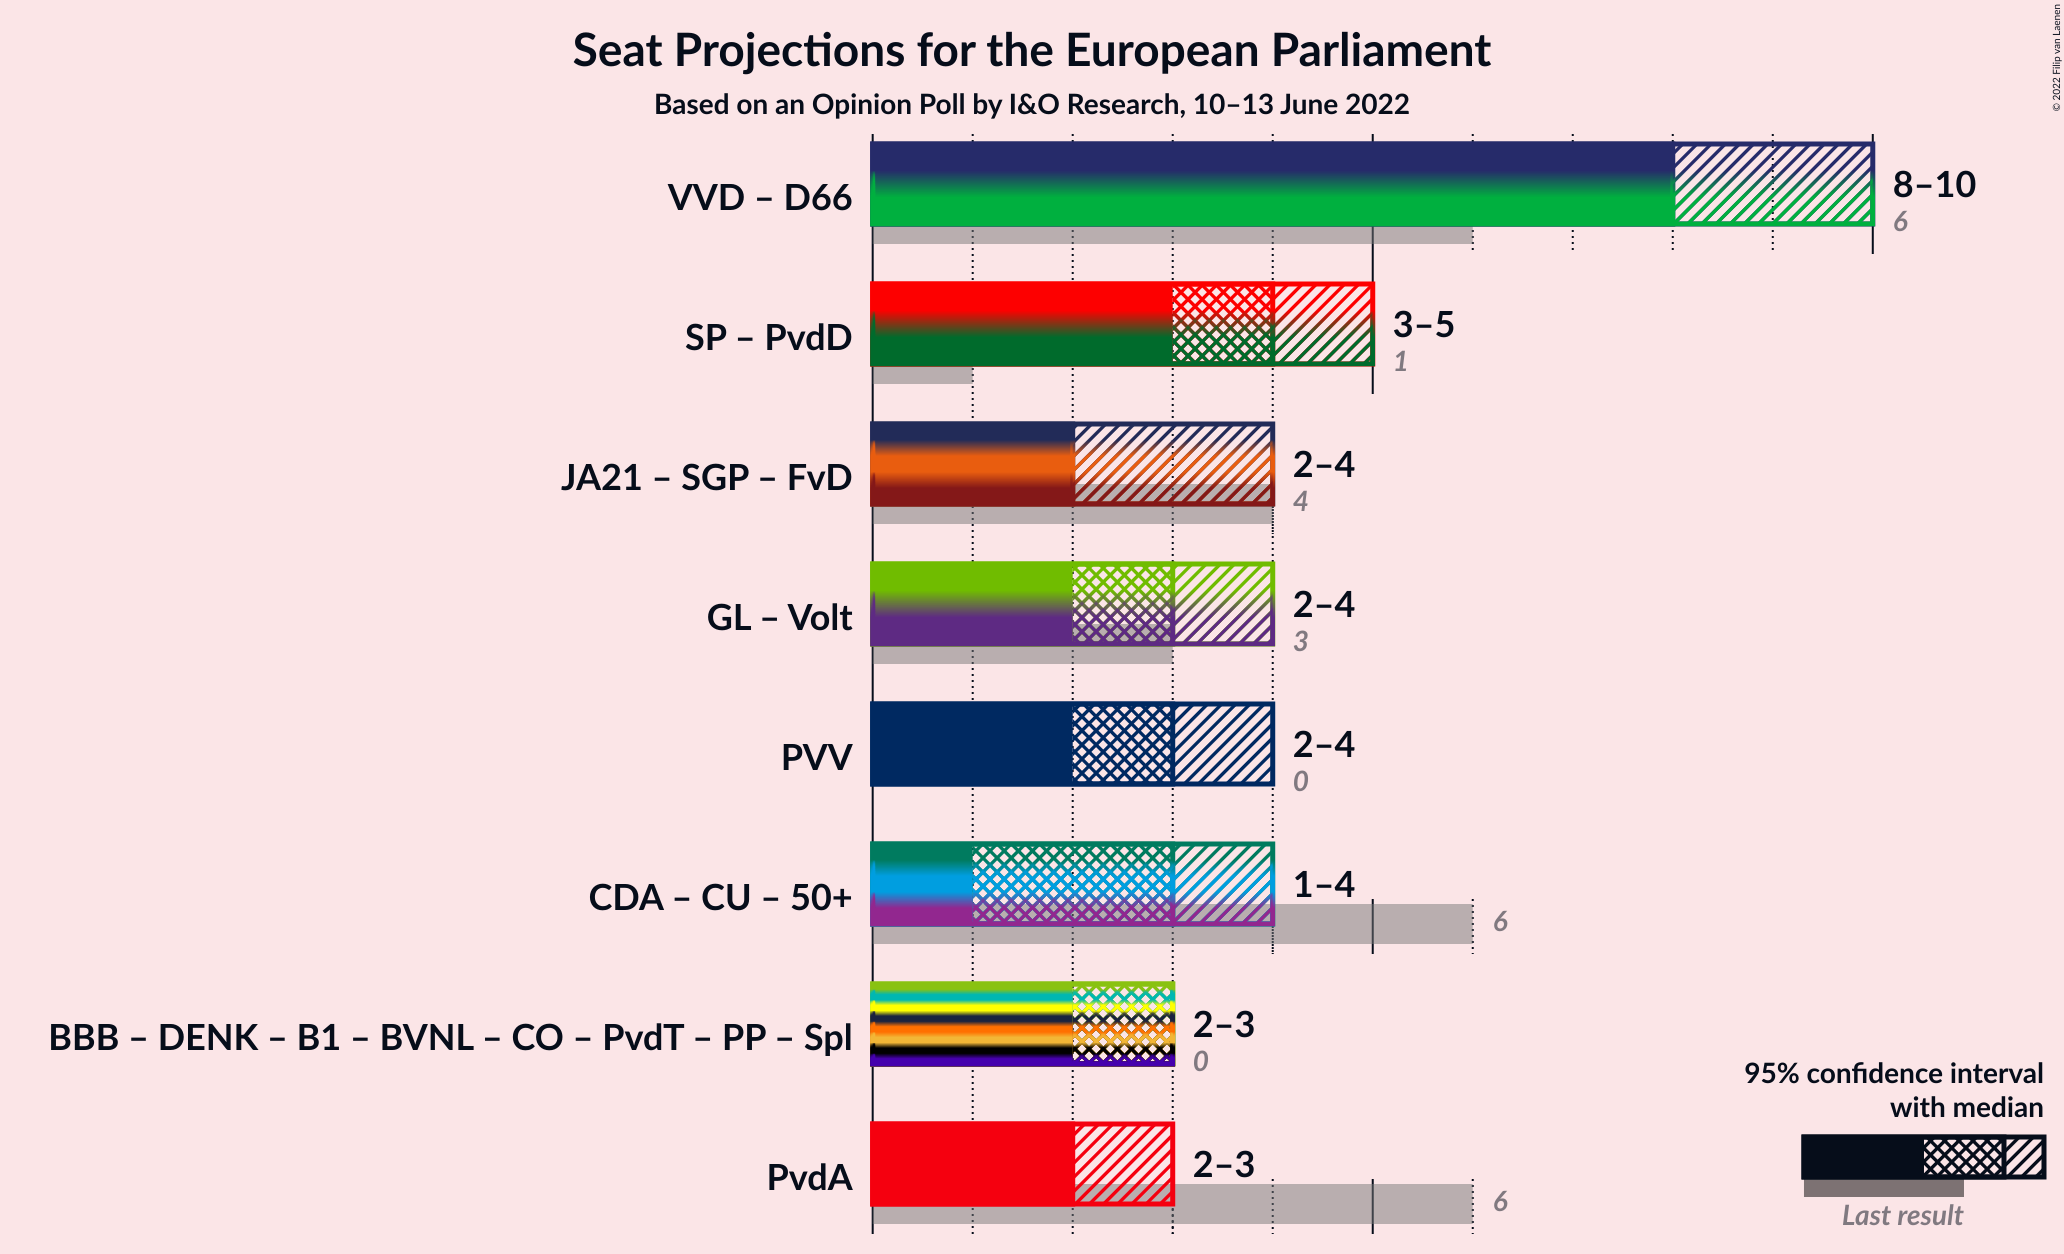 Seat Projections for the European Parliament
Based on an Opinion Poll by I&O Research, 10–13 June 2022
© 2022 Filip van Laenen
VVD – D66
8–10
6
SP – PvdD
3–5
1
JA21 – SGP – FvD
2–4
4
GL – Volt
2–4
3
PVV
2–4
0
CDA – CU – 50+
1–4
6
BBB – DENK – B1 – BVNL – CO – PvdT – PP – Spl
2–3
0
PvdA
2–3
6
95% confidence interval
with median
Last result